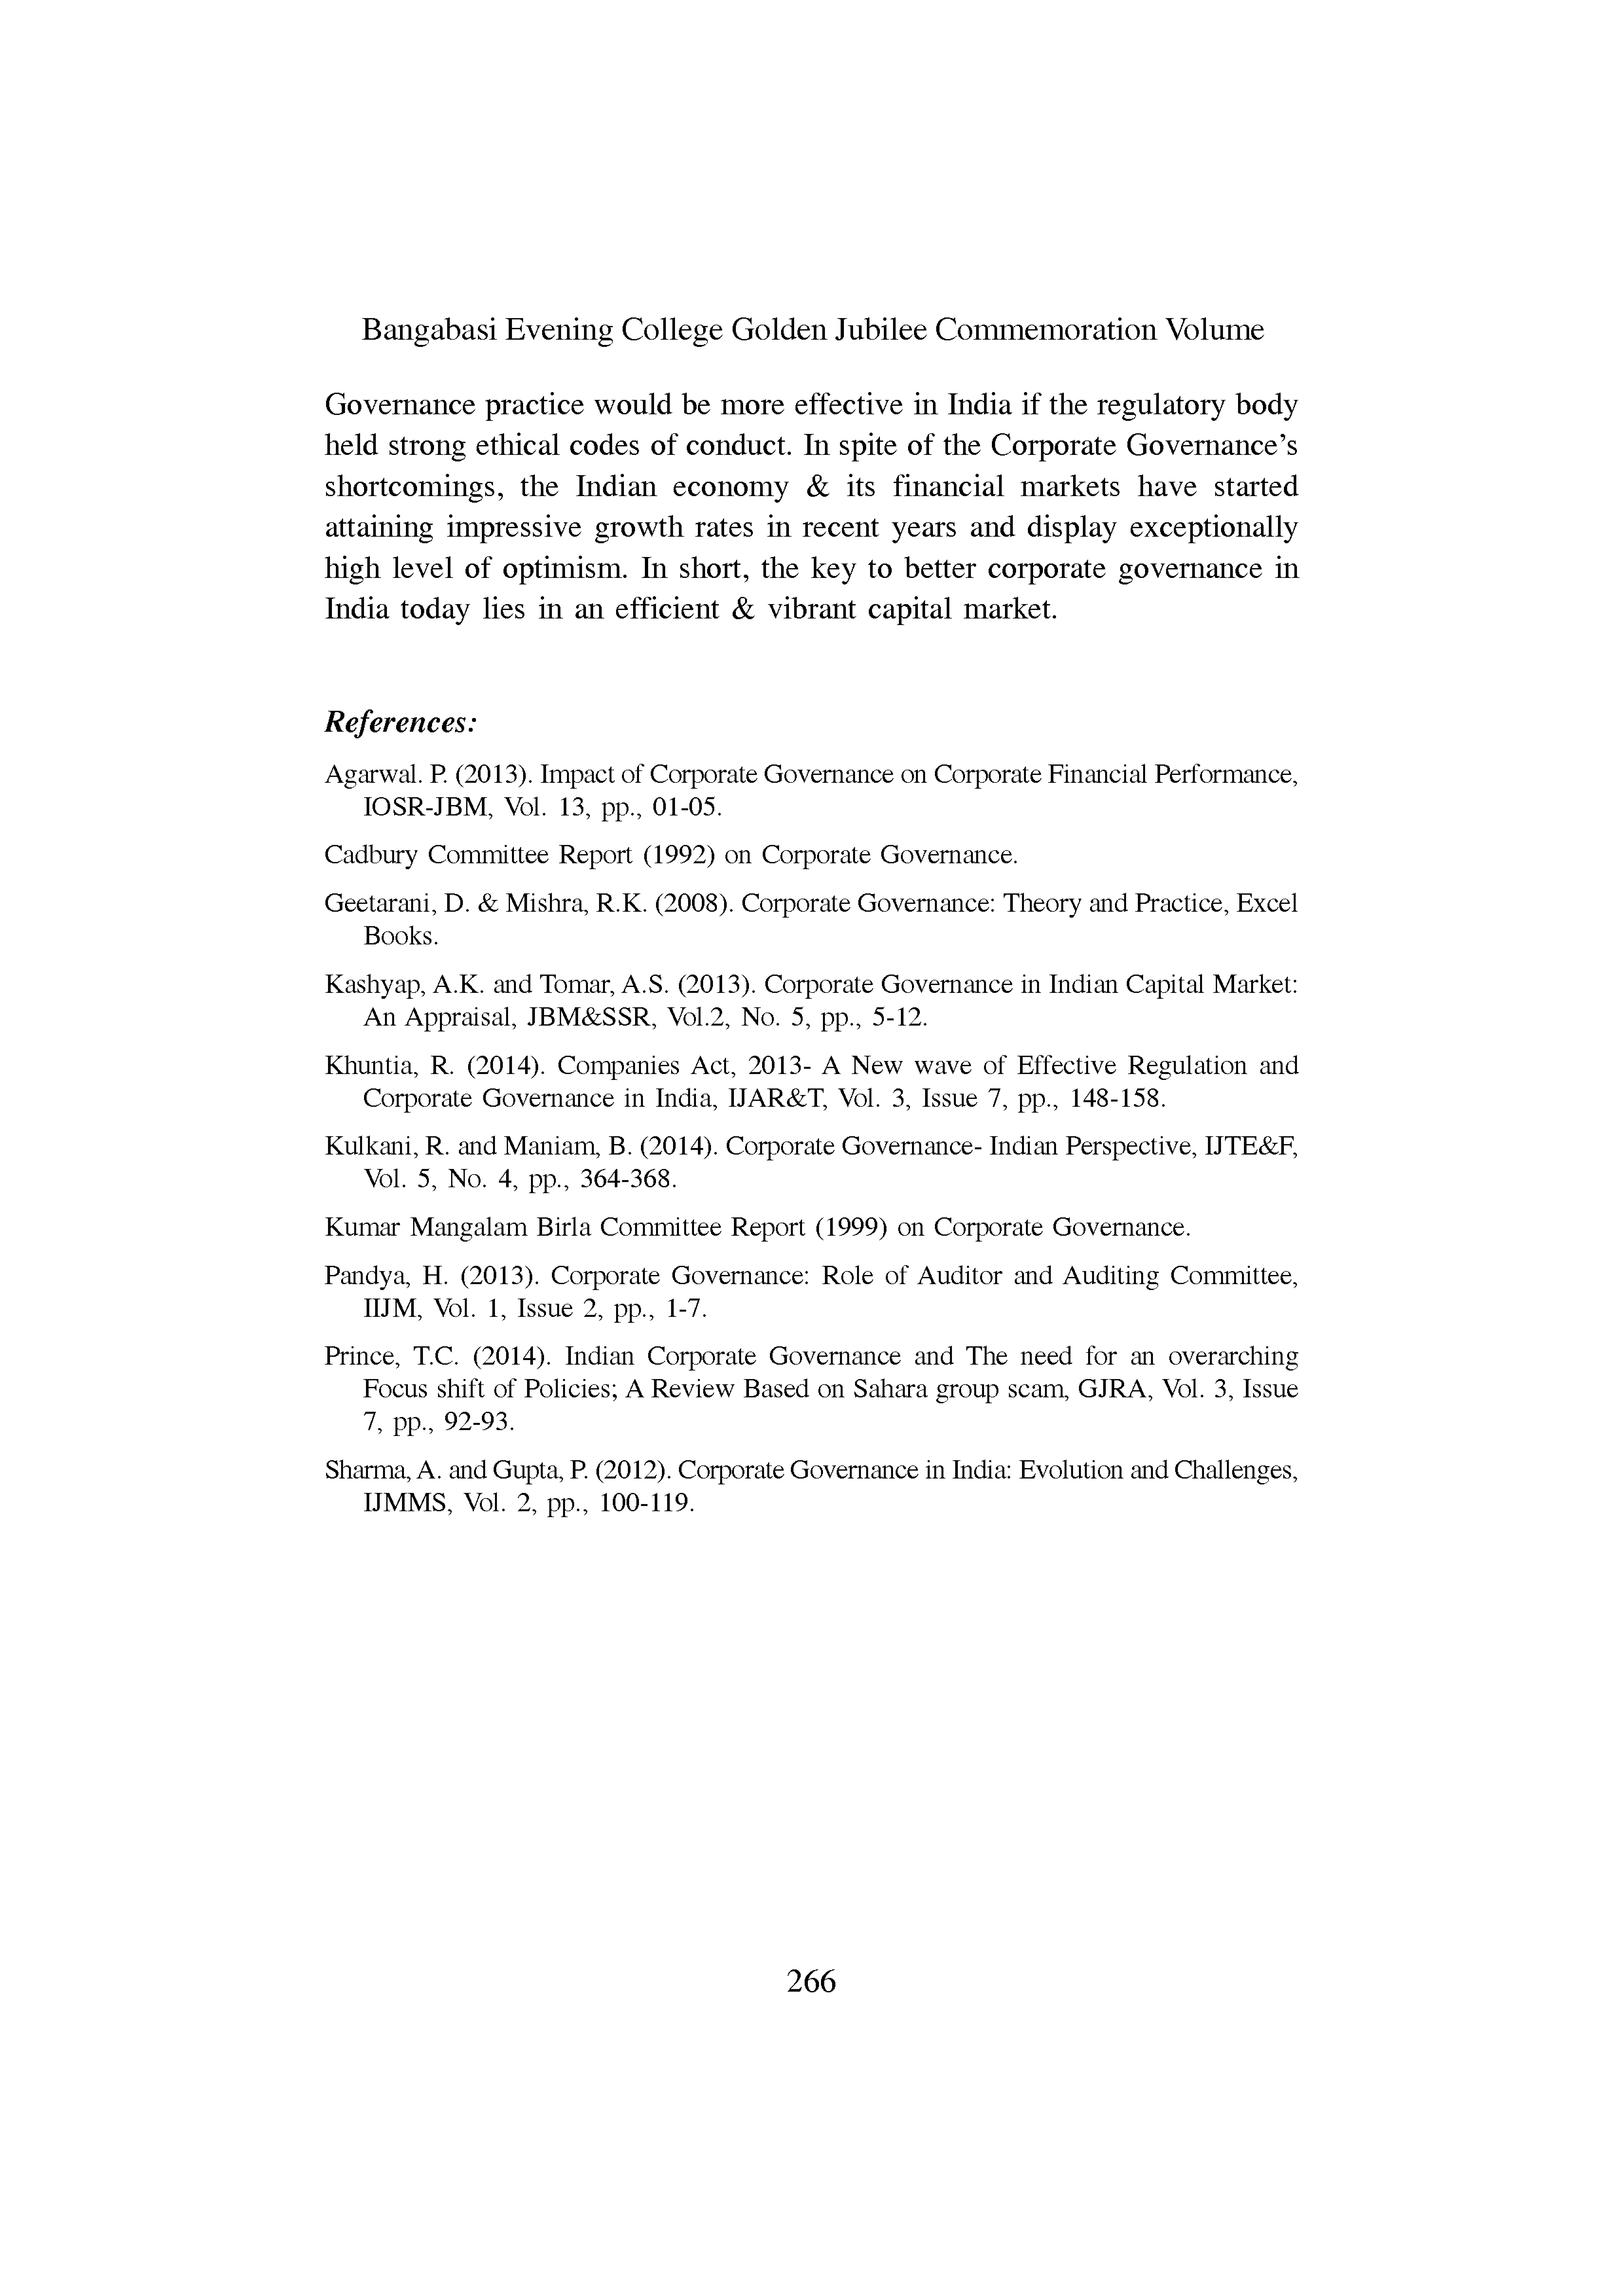 Bangabasi Evening College Golden Jubilee Commemoration Volume
Governance practice would be more effective in India if the regulatory body
held strong ethical codes of conduct. In spite of the Corporate Governance’s
shortcomings, the Indian economy & its financial markets have started
attaining impressive growth rates in recent years and display exceptionally
high level of optimism. In short, the key to better corporate governance in
India today lies in an efficient & vibrant capital market.
References:
Agarwal. P. (2013). Impact of Corporate Governance on Corporate Financial Performance,
IOSR-JBM, Vol. 13, pp., 01-05.
Cadbury Committee Report (1992) on Corporate Governance.
Geetarani, D. & Mishra, R.K. (2008). Corporate Governance: Theory and Practice, Excel
Books.
Kashyap, A.K. and Tomar, A.S. (2013). Corporate Governance in Indian Capital Market:
An Appraisal, JBM&SSR, Vol.2, No. 5, pp., 5-12.
Khuntia, R. (2014). Companies Act, 2013- A New wave of Effective Regulation and
Corporate Governance in India, IJAR&T, Vol. 3, Issue 7, pp., 148-158.
Kulkani, R. and Maniam, B. (2014). Corporate Governance- Indian Perspective, IJTE&F,
Vol. 5, No. 4, pp., 364-368.
Kumar Mangalam Birla Committee Report (1999) on Corporate Governance.
Pandya, H. (2013). Corporate Governance: Role of Auditor and Auditing Committee,
IIJM, Vol. 1, Issue 2, pp., 1-7.
Prince, T.C. (2014). Indian Corporate Governance and The need for an overarching
Focus shift of Policies; A Review Based on Sahara group scam, GJRA, Vol. 3, Issue
7, pp., 92-93.
Sharma, A. and Gupta, P. (2012). Corporate Governance in India: Evolution and Challenges,
IJMMS, Vol. 2, pp., 100-119.
266